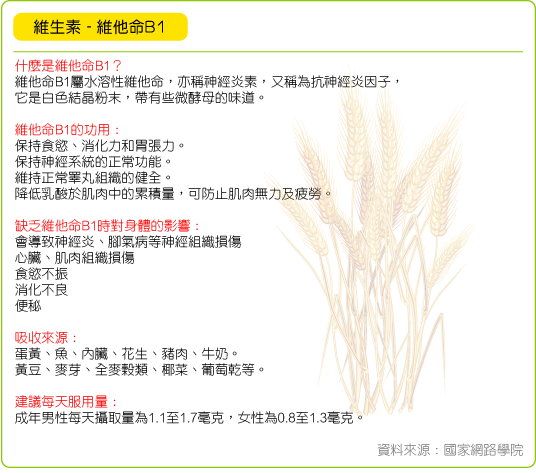 維生素 - 維他命B1
什麼是維他命B1？
維他命B1屬水溶性維他命，亦稱神經炎素，又稱為抗神經炎因子，
它是白色結晶粉末，帶有些微酵母的味道。
維他命B1的功用：
保持食慾、消化力和胃張力。
保持神經系統的正常功能。
維持正常睪丸組織的健全。
降低乳酸於肌肉中的累積量，可防止肌肉無力及疲勞。
缺乏維他命B1時對身體的影響：
會導致神經炎、腳氣病等神經組織損傷
心臟、肌肉組織損傷
食慾不振
消化不良
便秘
吸收來源：
蛋黃、魚、內臟、花生、豬肉、牛奶。
黃豆、麥芽、全麥穀類、椰菜、葡萄乾等。
建議每天服用量：
成年男性每天攝取量為1.1至1.7毫克，女性為0.8至1.3毫克。
資料來源：國家網路學院